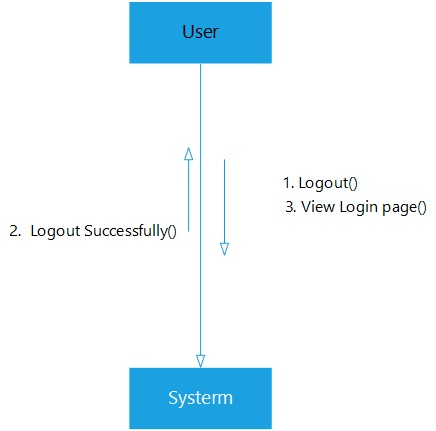 User
1. Logout()
3. View Login page()
2. Logout Successfully()
Systerm